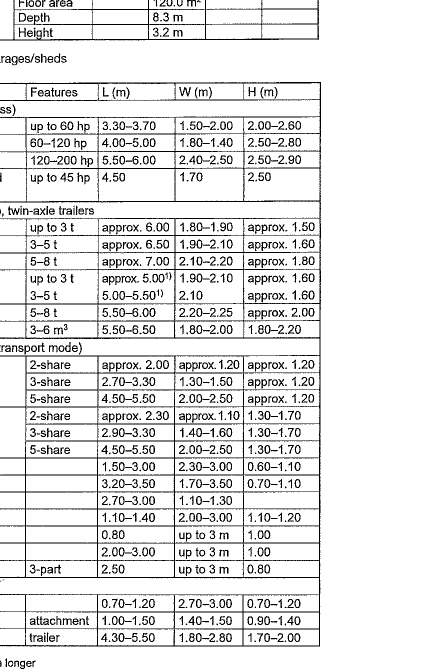 Floor area 120.0 m²
Depth 8.3 m
Height 3.2 m
rages/sheds
Features L (m) W (m) H (m)
ss)
up to 60 hp 3.30–3.70 1.50–2.00 2.00–2.60
60–120 hp 4.00–5.00 1.80–1.40 2.50–2.80
120–200 hp 5.50–6.00 2.40–2.50 2.50–2.90
d up to 45 hp 4.50 1.70 2.50
, twin-axle trailers
up to 3 t approx. 6.00 1.80–1.90 approx. 1.50
3–5 t approx. 6.50 1.90–2.10 approx. 1.60
5–8 t approx. 7.00 2.10–2.20 approx. 1.80
up to 3 t approx. 5.00¹⁾ 1.90–2.10 approx. 1.60
3–5 t 5.00–5.50¹⁾ 2.10 approx. 1.60
5–8 t 5.50–6.00 2.20–2.25 approx. 2.00
3–6 m³ 5.50–6.50 1.80–2.00 1.80–2.20
transport mode)
2-share approx. 2.00 approx. 1.20 approx. 1.20
3-share 2.70–3.30 1.30–1.50 approx. 1.20
5-share 4.50–5.50 2.00–2.50 approx. 1.20
2-share approx. 2.30 approx. 1.10 1.30–1.70
3-share 2.90–3.30 1.40–1.60 1.30–1.70
5-share 4.50–5.50 2.00–2.50 1.30–1.70
1.50–3.00 2.30–3.00 0.60–1.10
3.20–3.50 1.70–3.50 0.70–1.10
2.70–3.00 1.10–1.30
1.10–1.40 2.00–3.00 1.10–1.20
0.80 up to 3 m 1.00
2.00–3.00 up to 3 m 1.00
3-part 2.50 up to 3 m 0.80
0.70–1.20 2.70–3.00 0.70–1.20
attachment 1.00–1.50 1.40–1.50 0.90–1.40
trailer 4.30–5.50 1.80–2.80 1.70–2.00
longer